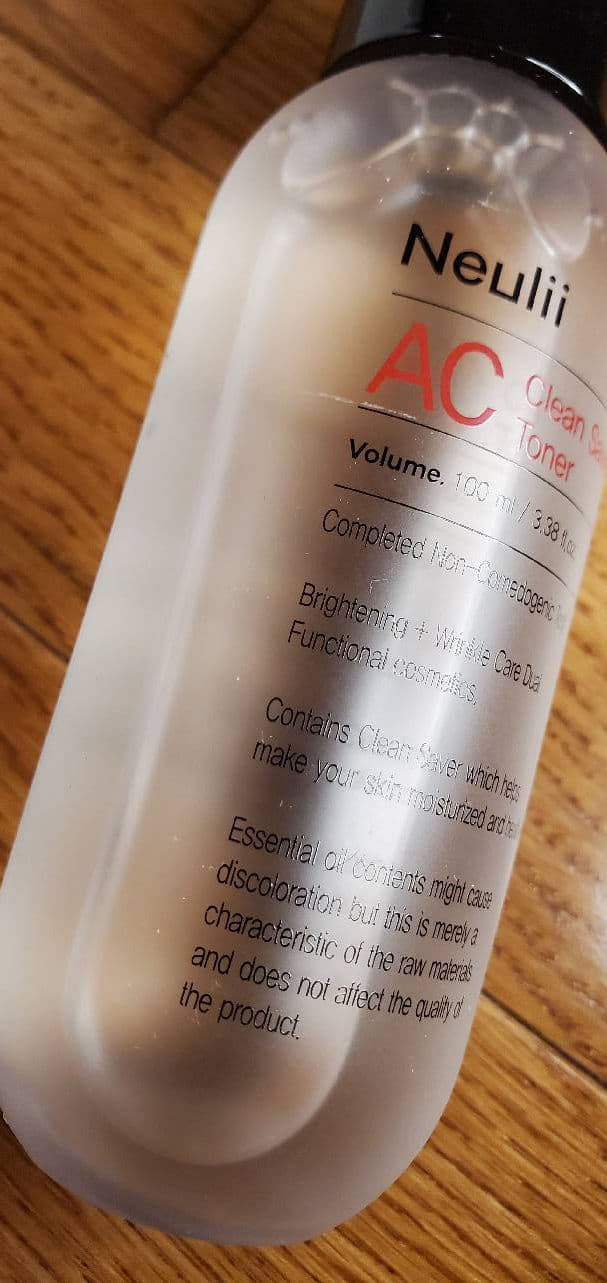 Neulii
AC
Clean
Toner
Volume. 100 ml / 3.38 fl.oz
Completed Non-Comedogenic
Brightening + Wrinkle Care Dual
Functional cosmetics,
Contains Clean Saver which helps
make your skin moisturized and
Essential oil contents might cause
discoloration but this is merely a
characteristic of the raw materials
and does not affect the quality of
the product.